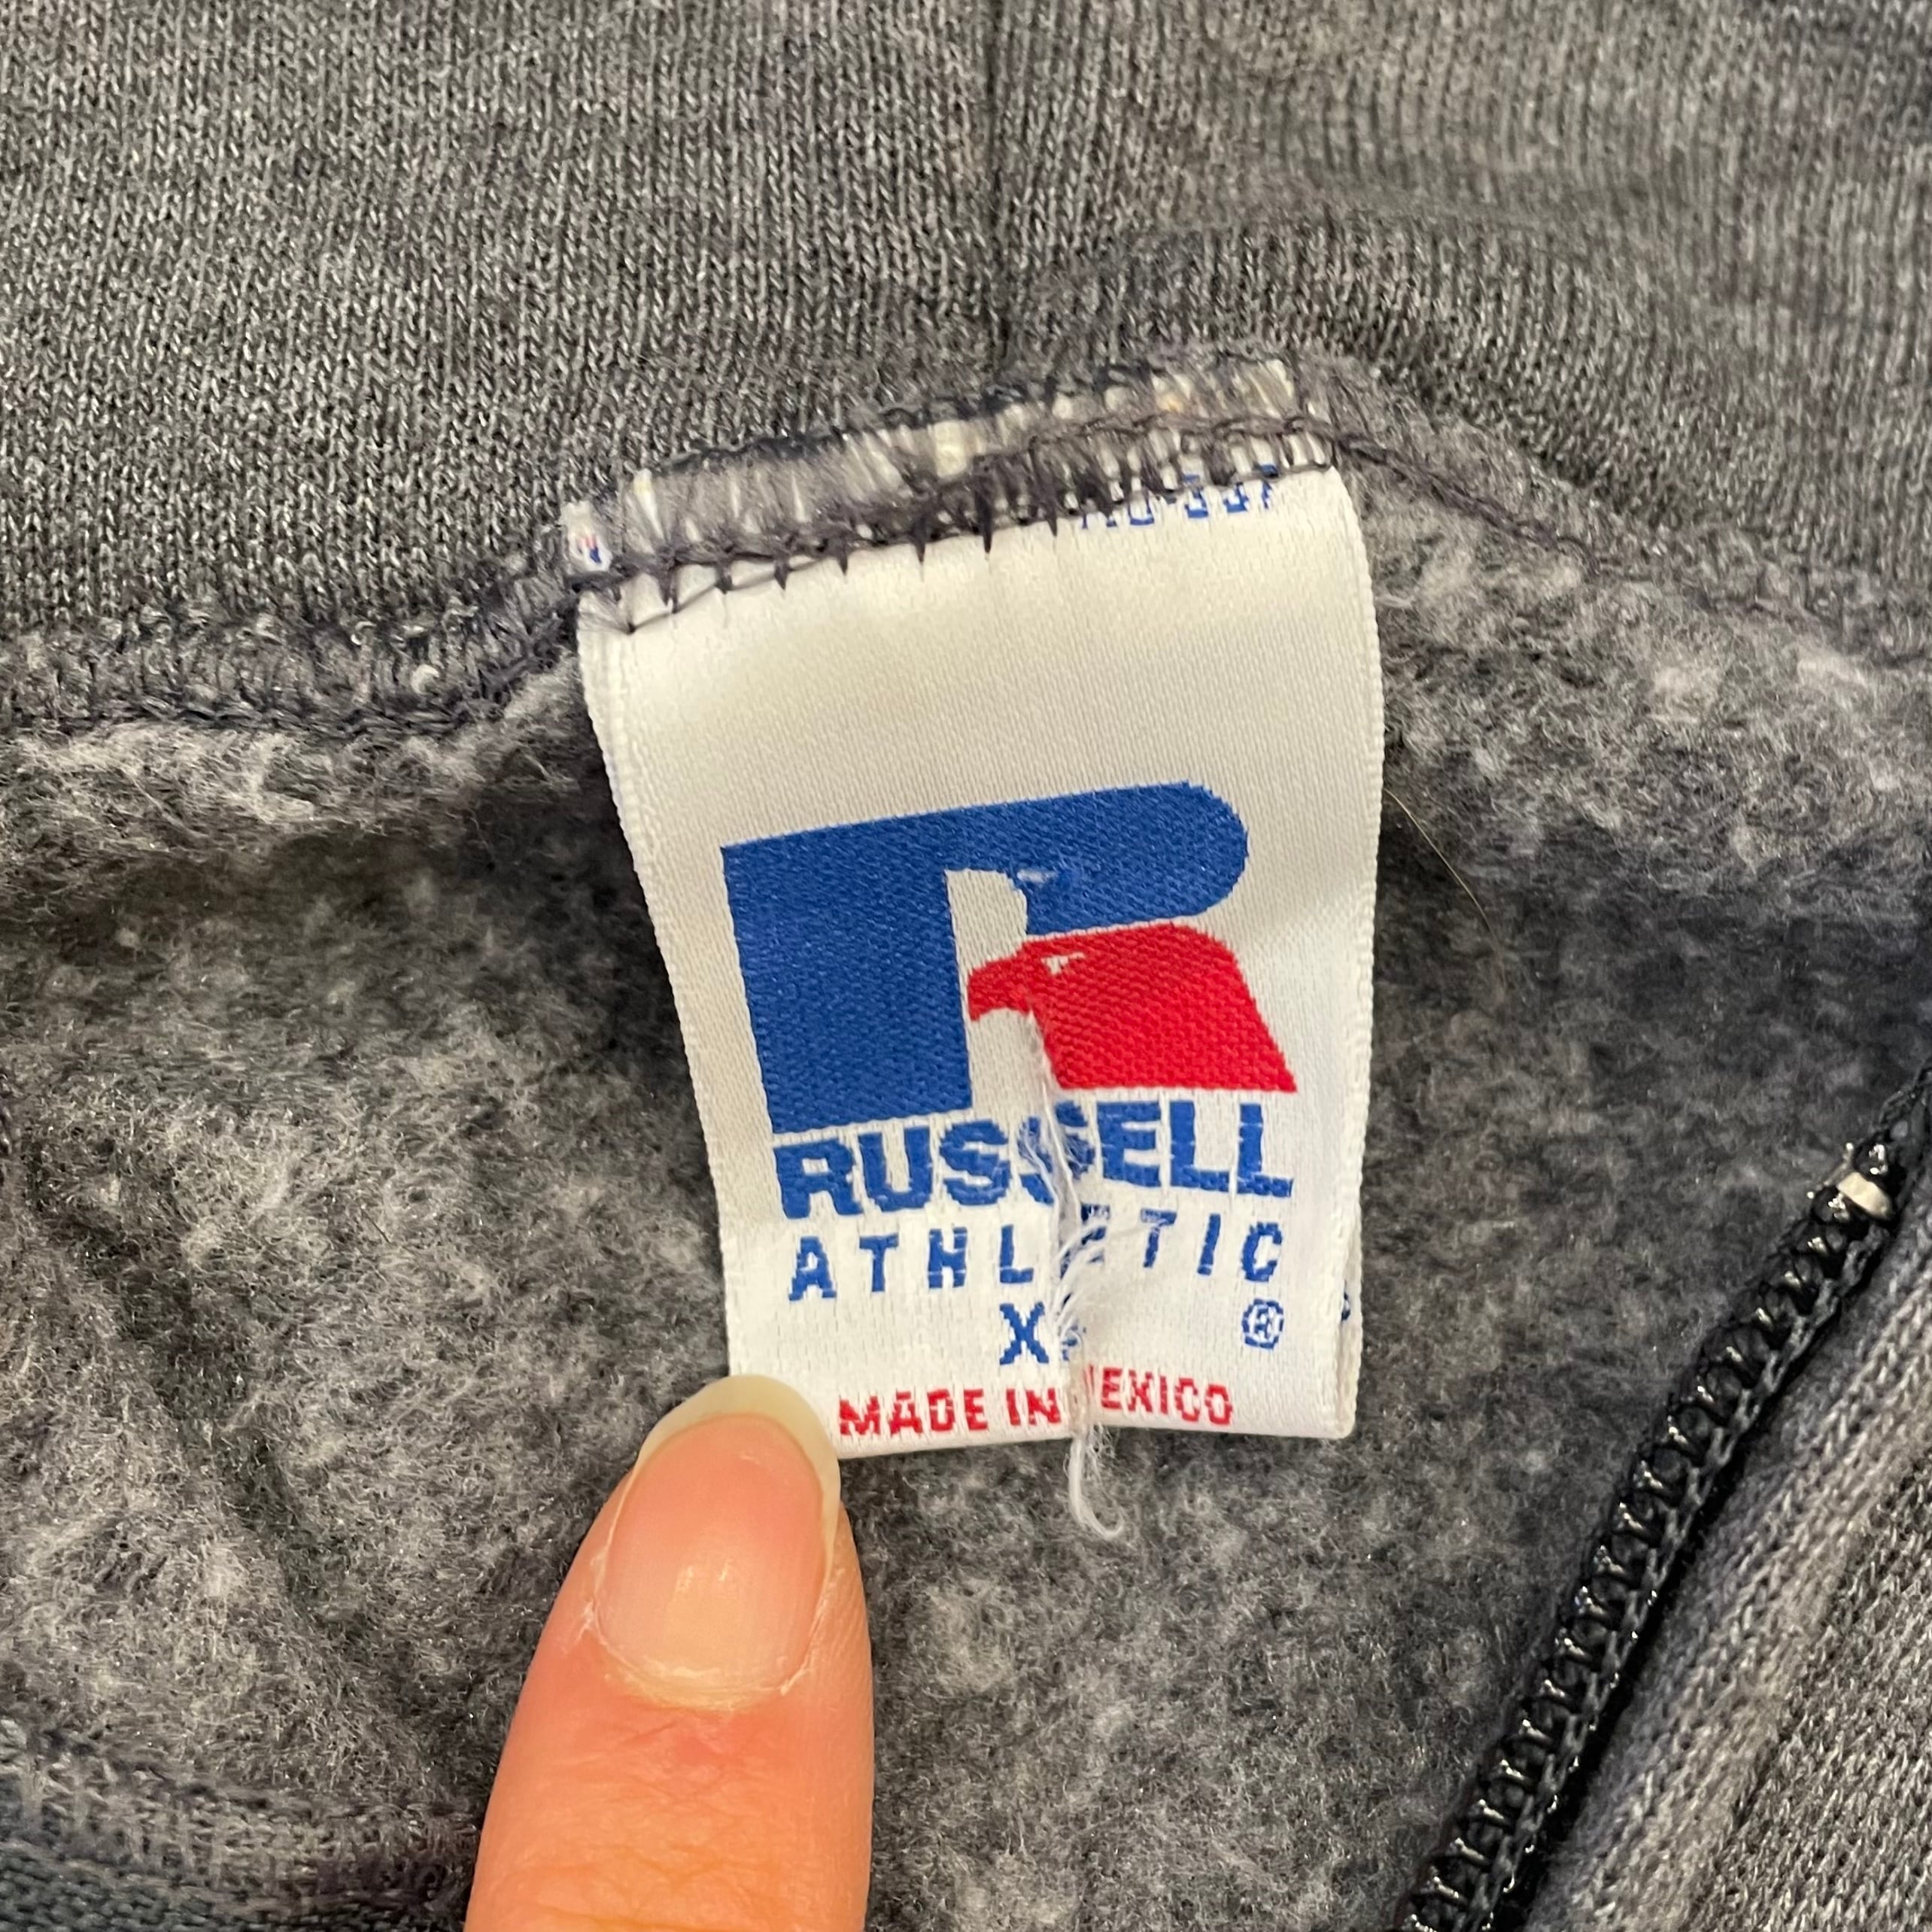 RUSSELL
ATHLETIC
®
MADE IN MEXICO